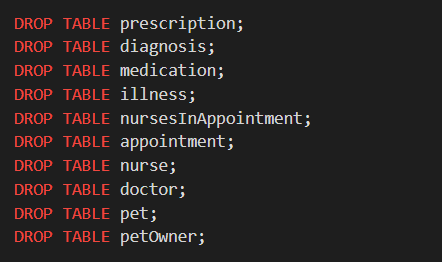 DROP TABLE prescription;
DROP TABLE diagnosis;
DROP TABLE medication;
DROP TABLE illness;
DROP TABLE nursesInAppointment;
DROP TABLE appointment;
DROP TABLE nurse;
DROP TABLE doctor;
DROP TABLE pet;
DROP TABLE petOwner;